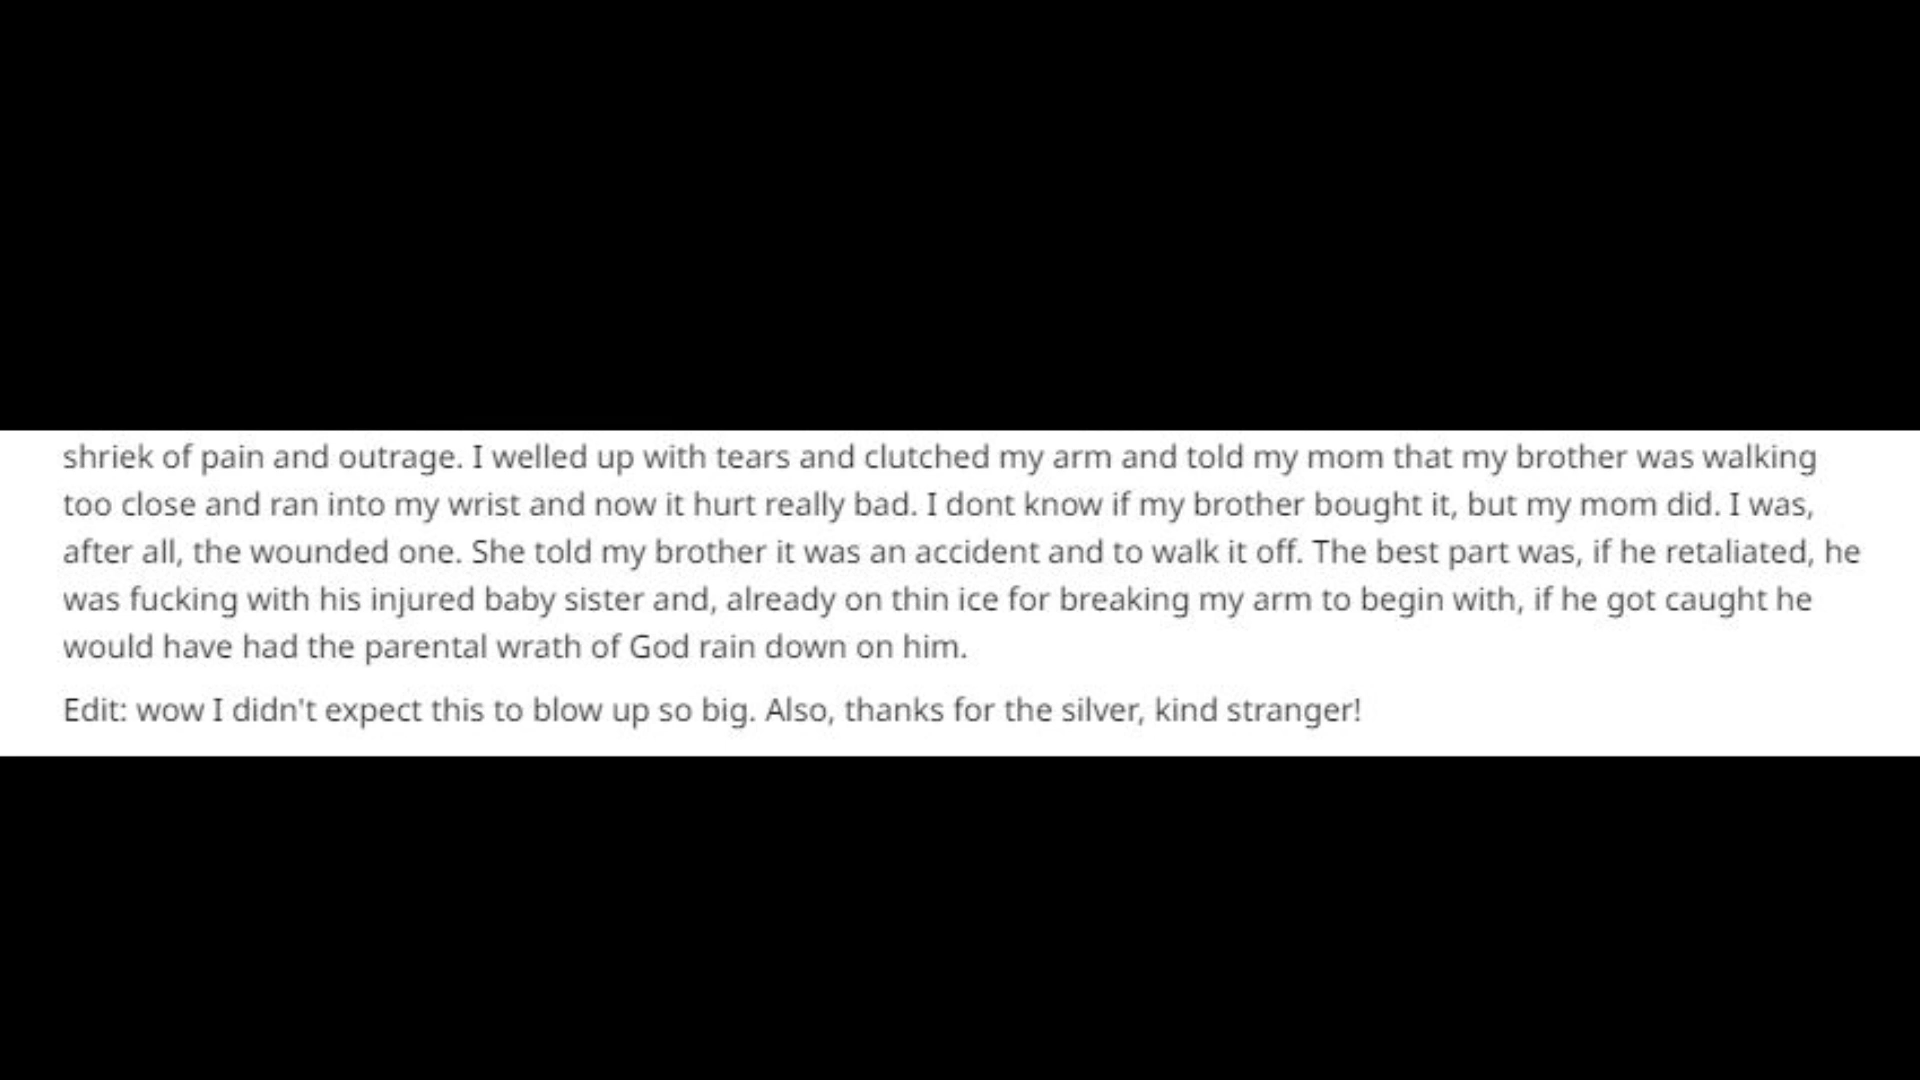 shriek of pain and outrage. I welled up with tears and clutched my arm and told my mom that my brother was walking
too close and ran into my wrist and now it hurt really bad. I dont know if my brother bought it, but my mom did. I was,
after all, the wounded one. She told my brother it was an accident and to walk it off. The best part was, if he retaliated, he
was fucking with his injured baby sister and, already on thin ice for breaking my arm to begin with, if he got caught he
would have had the parental wrath of God rain down on him.
Edit: wow I didn't expect this to blow up so big. Also, thanks for the silver, kind stranger!